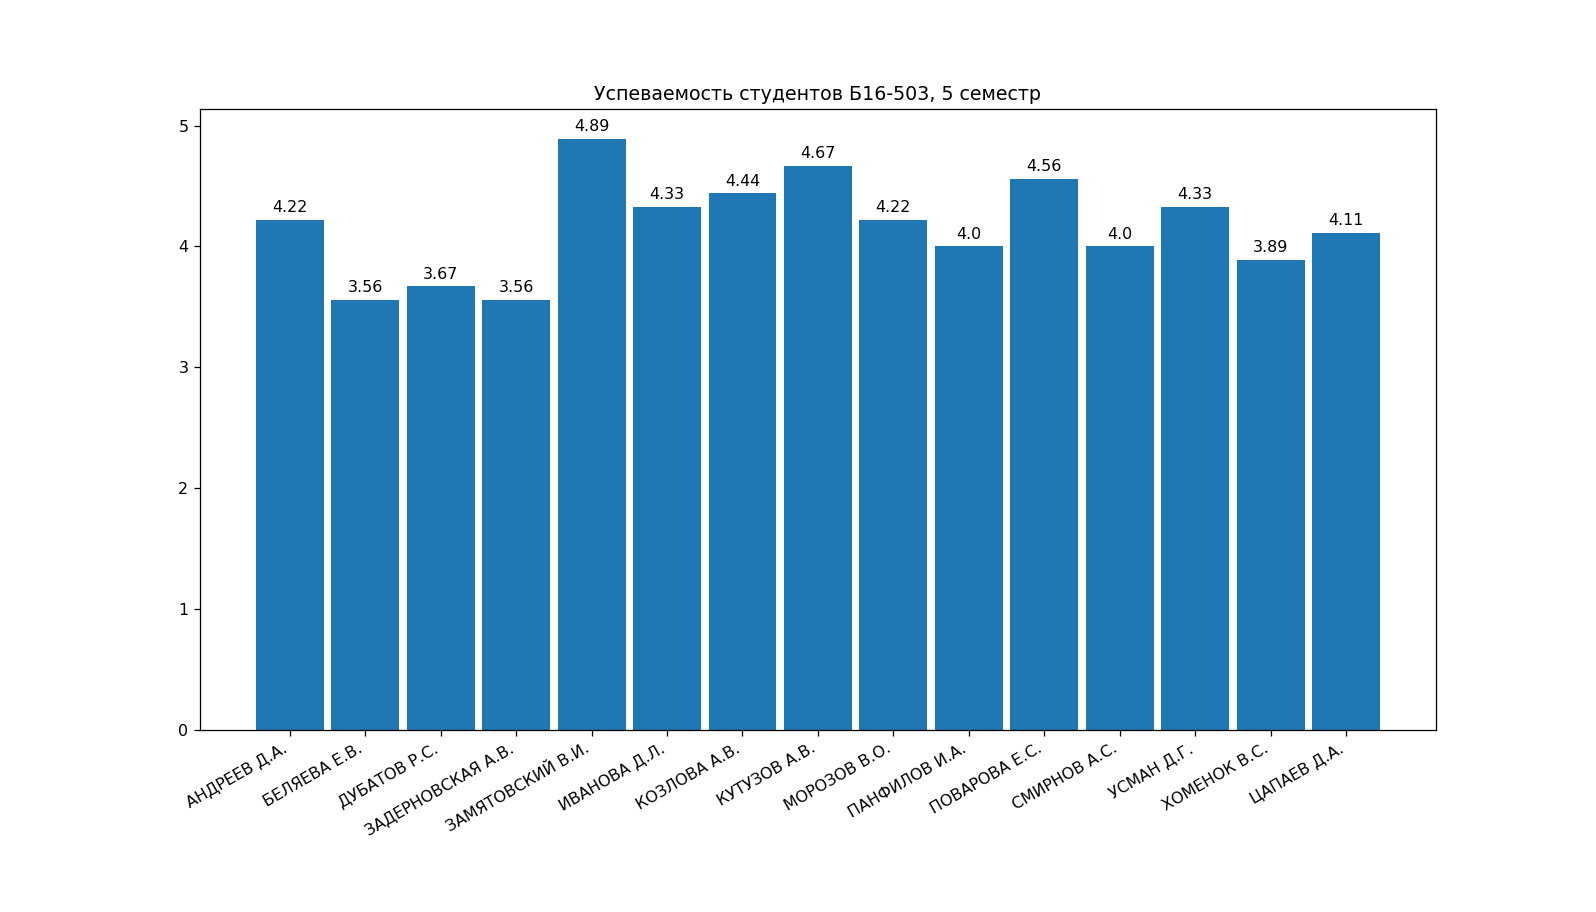 Успеваемость студентов Б16-503, 5 семестр
5
4
3
2
1
0
4.22
3.56
3.67
3.56
4.89
4.33
4.44
4.67
4.22
4.0
4.56
4.0
4.33
3.89
4.11
АНДРЕЕВ Д.А.
БЕЛЯЕВА Е.В.
ДУБАТОВ Р.С.
ЗАДЕРНОВСКАЯ А.В.
ЗАМЯТОВСКИЙ В.И.
ИВАНОВА Д.Л.
КОЗЛОВА А.В.
КУТУЗОВ А.В.
МОРОЗОВ В.О.
ПАНФИЛОВ И.А.
ПОВАРОВА Е.С.
СМИРНОВ А.С.
УСМАН Д.Г.
ХОМЕНОК В.С.
ЦАПАЕВ Д.А.